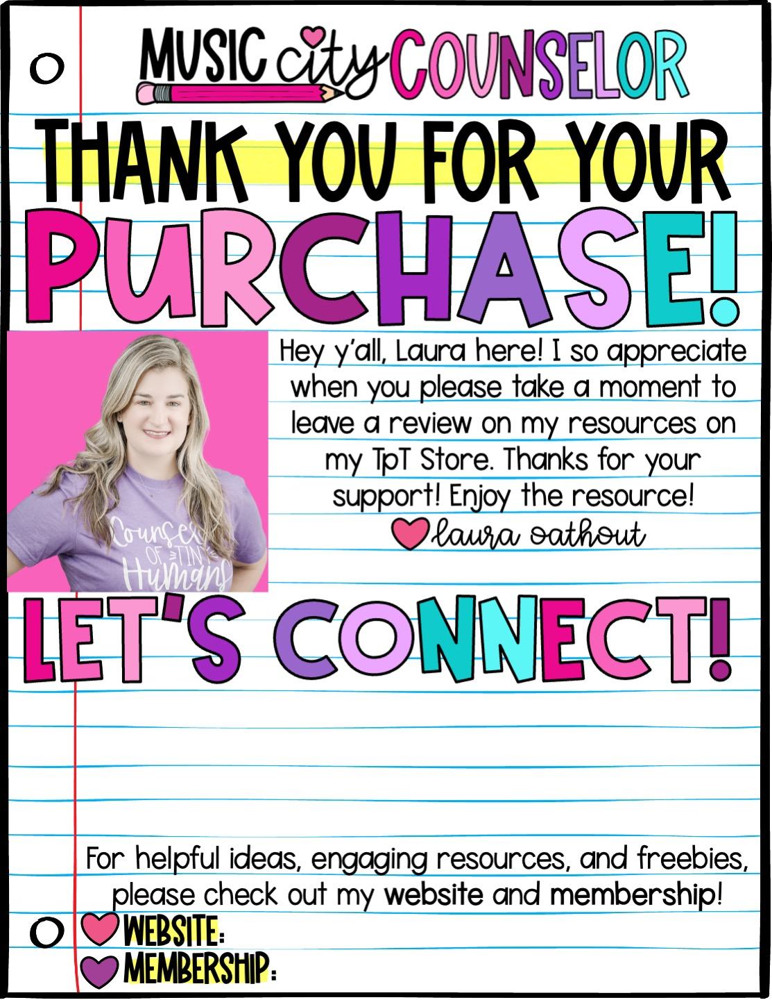 MUSIC city COUNSELOR
THANK YOU FOR YOUR
PURCHASE!
Hey y'all, Laura here! I so appreciate
when you please take a moment to
leave a review on my resources on
my TpT Store. Thanks for your
support! Enjoy the resource!
laura oathout
Counselor
OF TINY
Humans
LET'S CONNECT!
For helpful ideas, engaging resources, and freebies,
please check out my website and membership!
WEBSITE:
MEMBERSHIP: